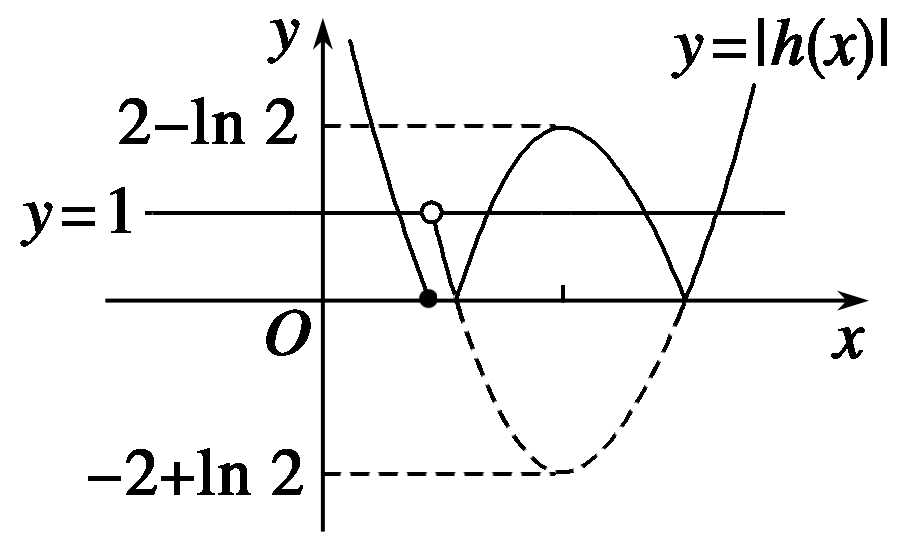 y
y=|h(x)|
2−ln 2
y=1
O
x
−2+ln 2